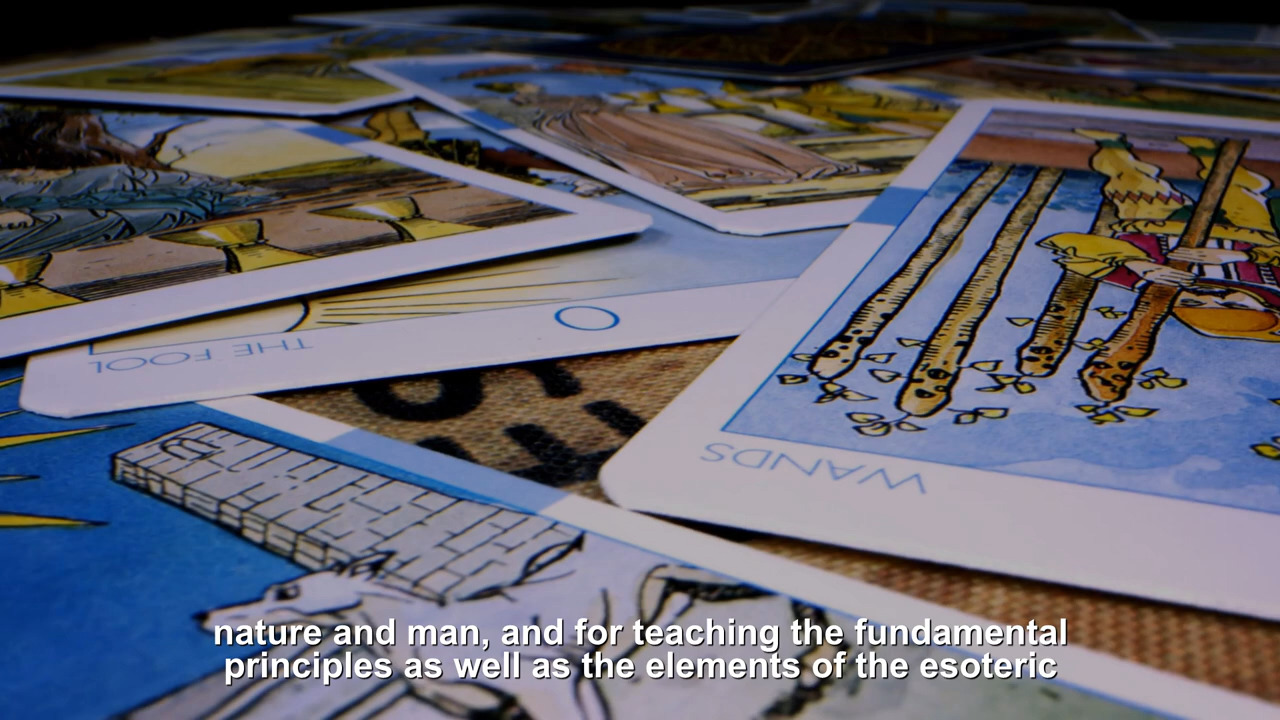 THE FOOL
0
WANDS
nature and man, and for teaching the fundamental
principles as well as the elements of the esoteric